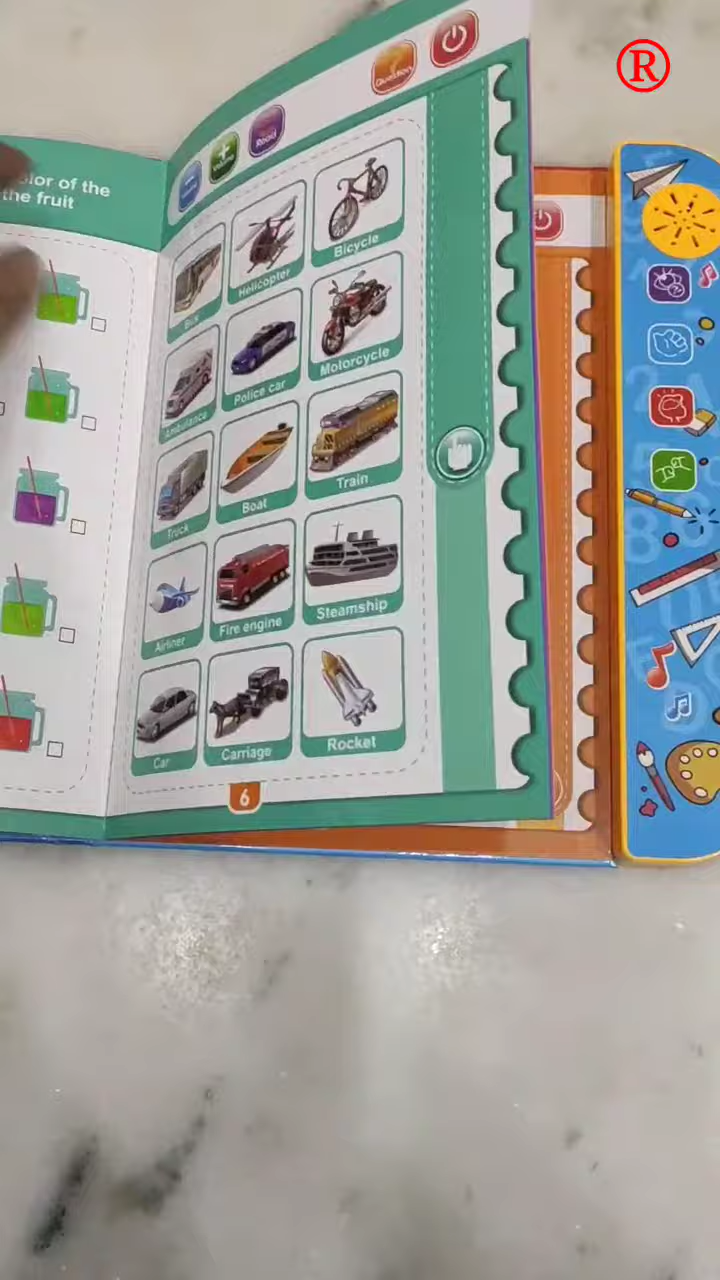 ®
Question
Volume
Read
olor of the
the fruit
Bus
Helicopter
Bicycle
Ambulance
Police car
Motorcycle
Truck
Boat
Train
Airliner
Fire engine
Steamship
Car
Carriage
Rocket
6